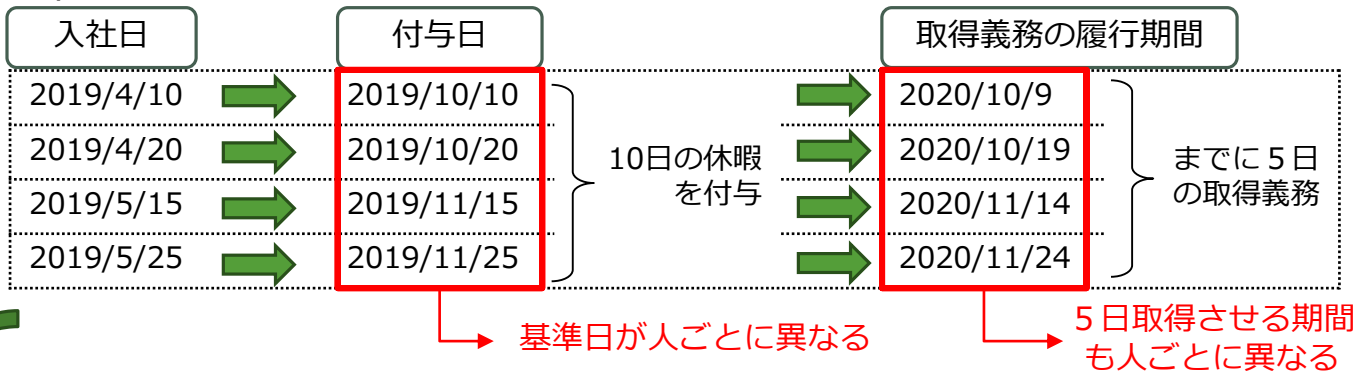 入社日 付与日 取得義務の履行期間
2019/4/10 2019/10/10 2020/10/9
2019/4/20 2019/10/20 2020/10/19
2019/5/15 2019/11/15 2020/11/14
2019/5/25 2019/11/25 2020/11/24
10日の休暇
を付与
までに５日
の取得義務
基準日が人ごとに異なる
５日取得させる期間
も人ごとに異なる